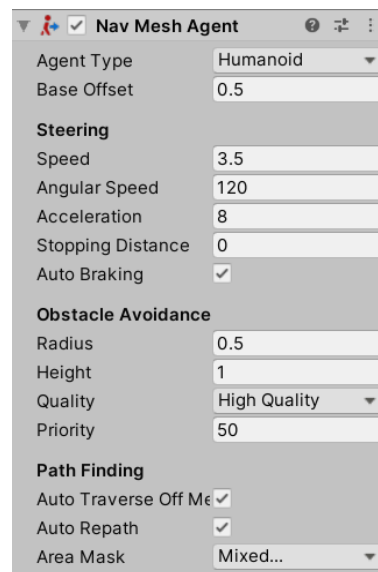 Nav Mesh Agent
Agent Type Humanoid
Base Offset 0.5
Steering
Speed 3.5
Angular Speed 120
Acceleration 8
Stopping Distance 0
Auto Braking
Obstacle Avoidance
Radius 0.5
Height 1
Quality High Quality
Priority 50
Path Finding
Auto Traverse Off Me
Auto Repath
Area Mask Mixed...